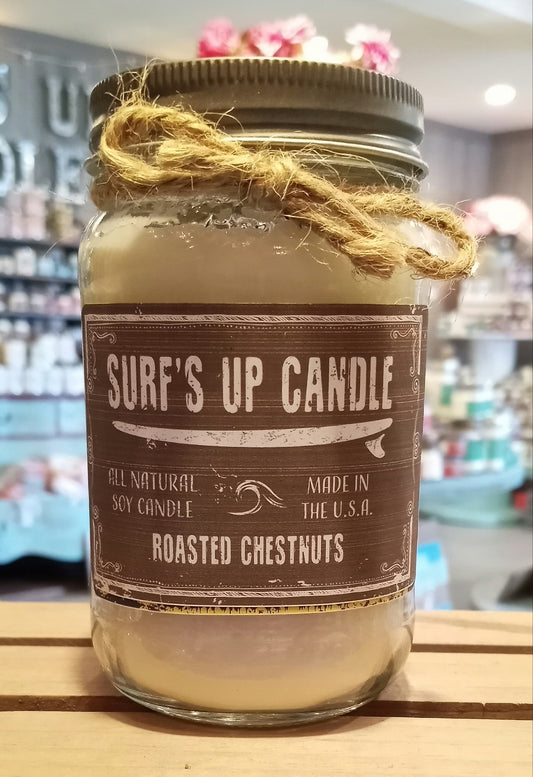 SURF'S UP CANDLE
ALL NATURAL
SOY CANDLE
MADE IN
THE U.S.A.
ROASTED CHESTNUTS